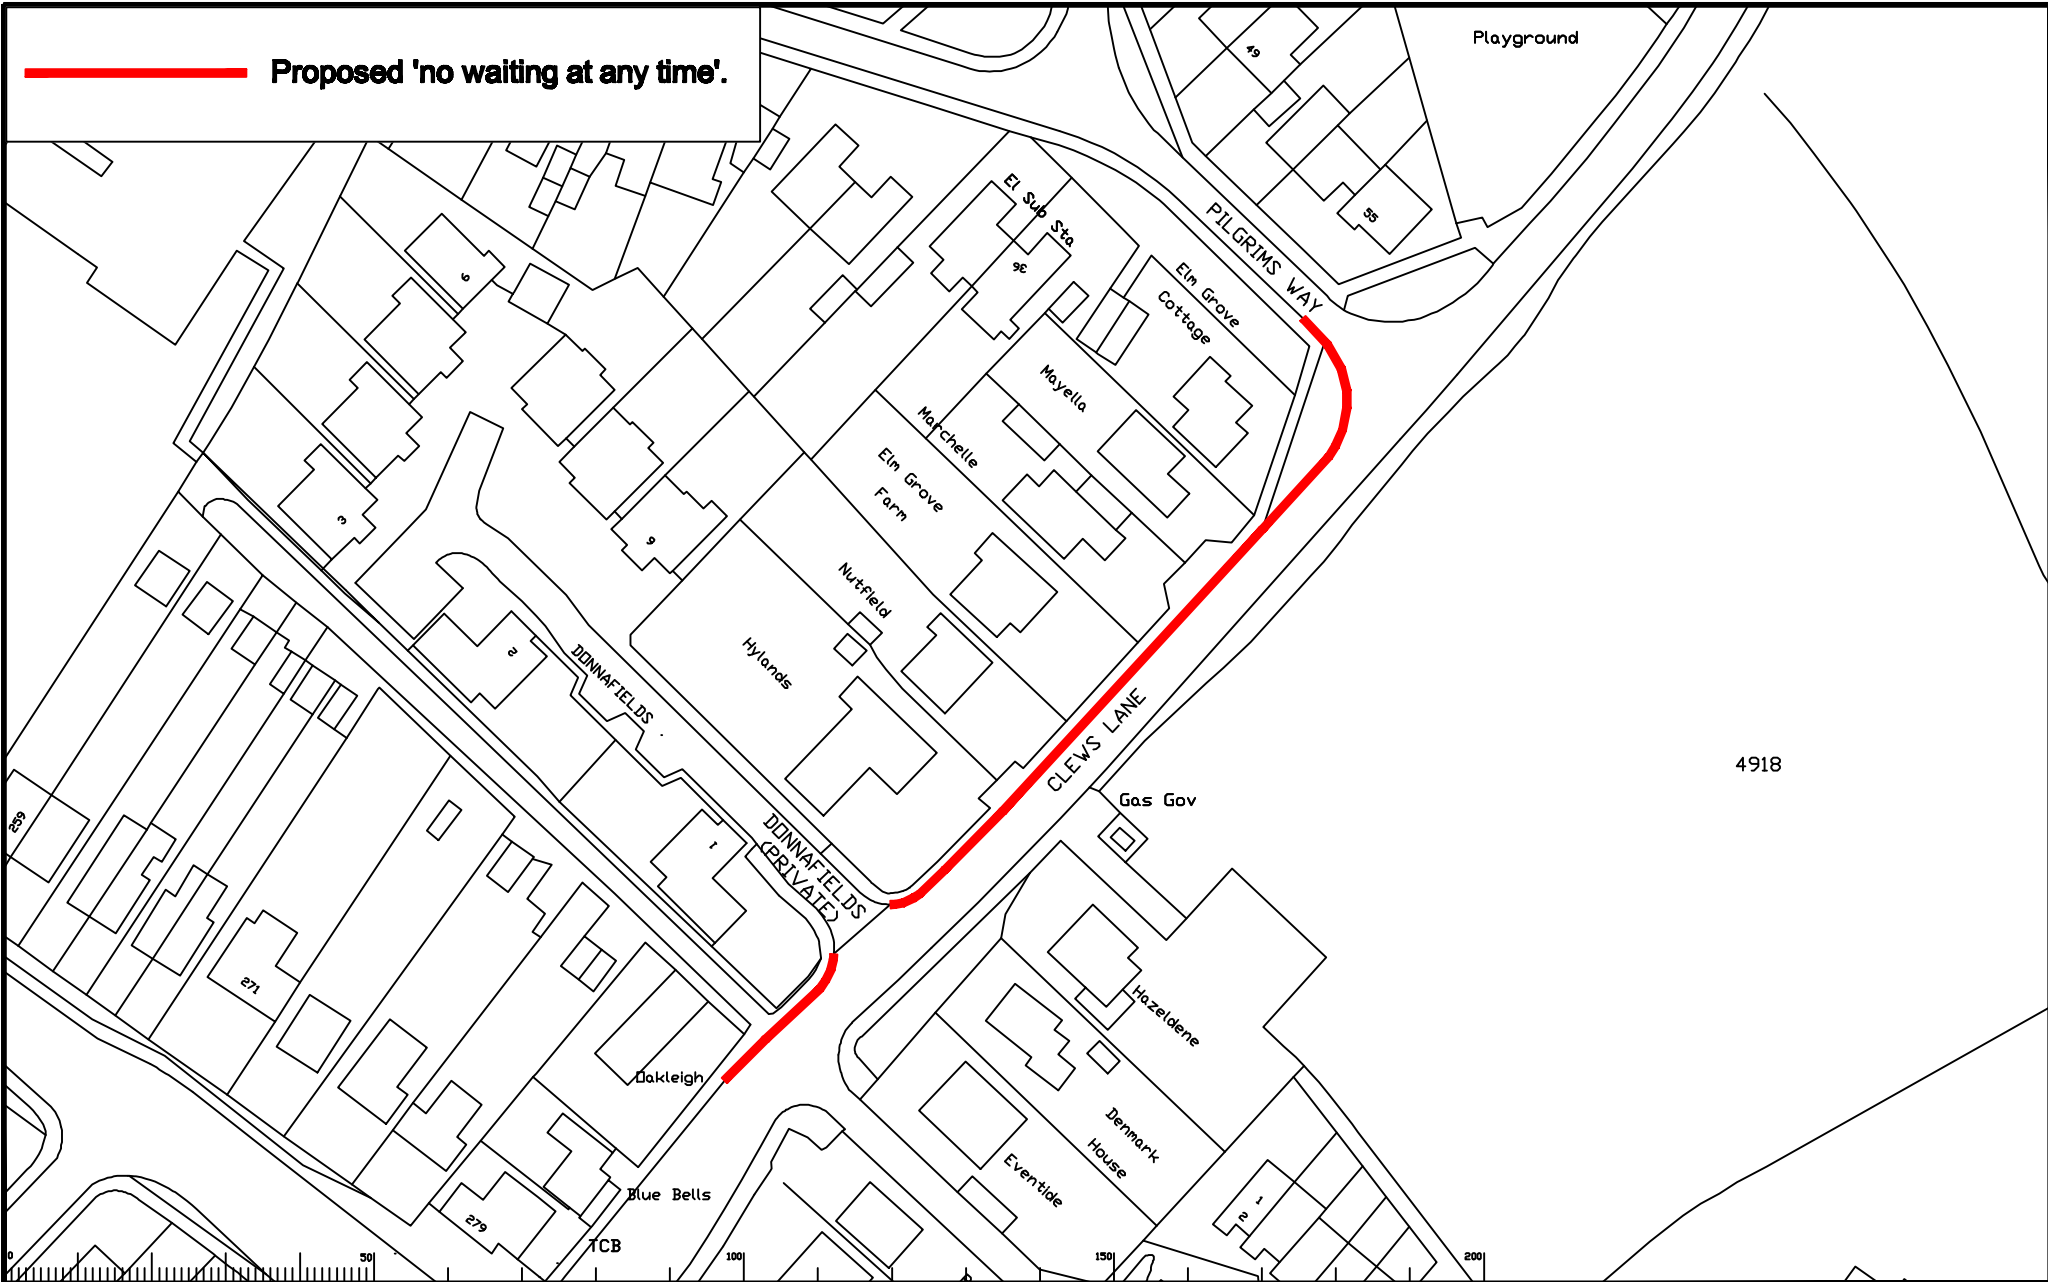 Proposed 'no waiting at any time'.
Playground
49
55
PILGRIMS WAY
El Sub Sta
36
Elm Grove
Cottage
Mayella
Marchelle
Elm Grove
Farm
Nutfield
Hylands
6
3
9
2
DONNAFIELDS
CLEWS LANE
4918
Gas Gov
DONNAFIELDS
(PRIVATE)
1
259
271
Hazeldene
Oakleigh
Denmark
House
Eventide
Blue Bells
279
1
2
TCB
0
50
100
150
200